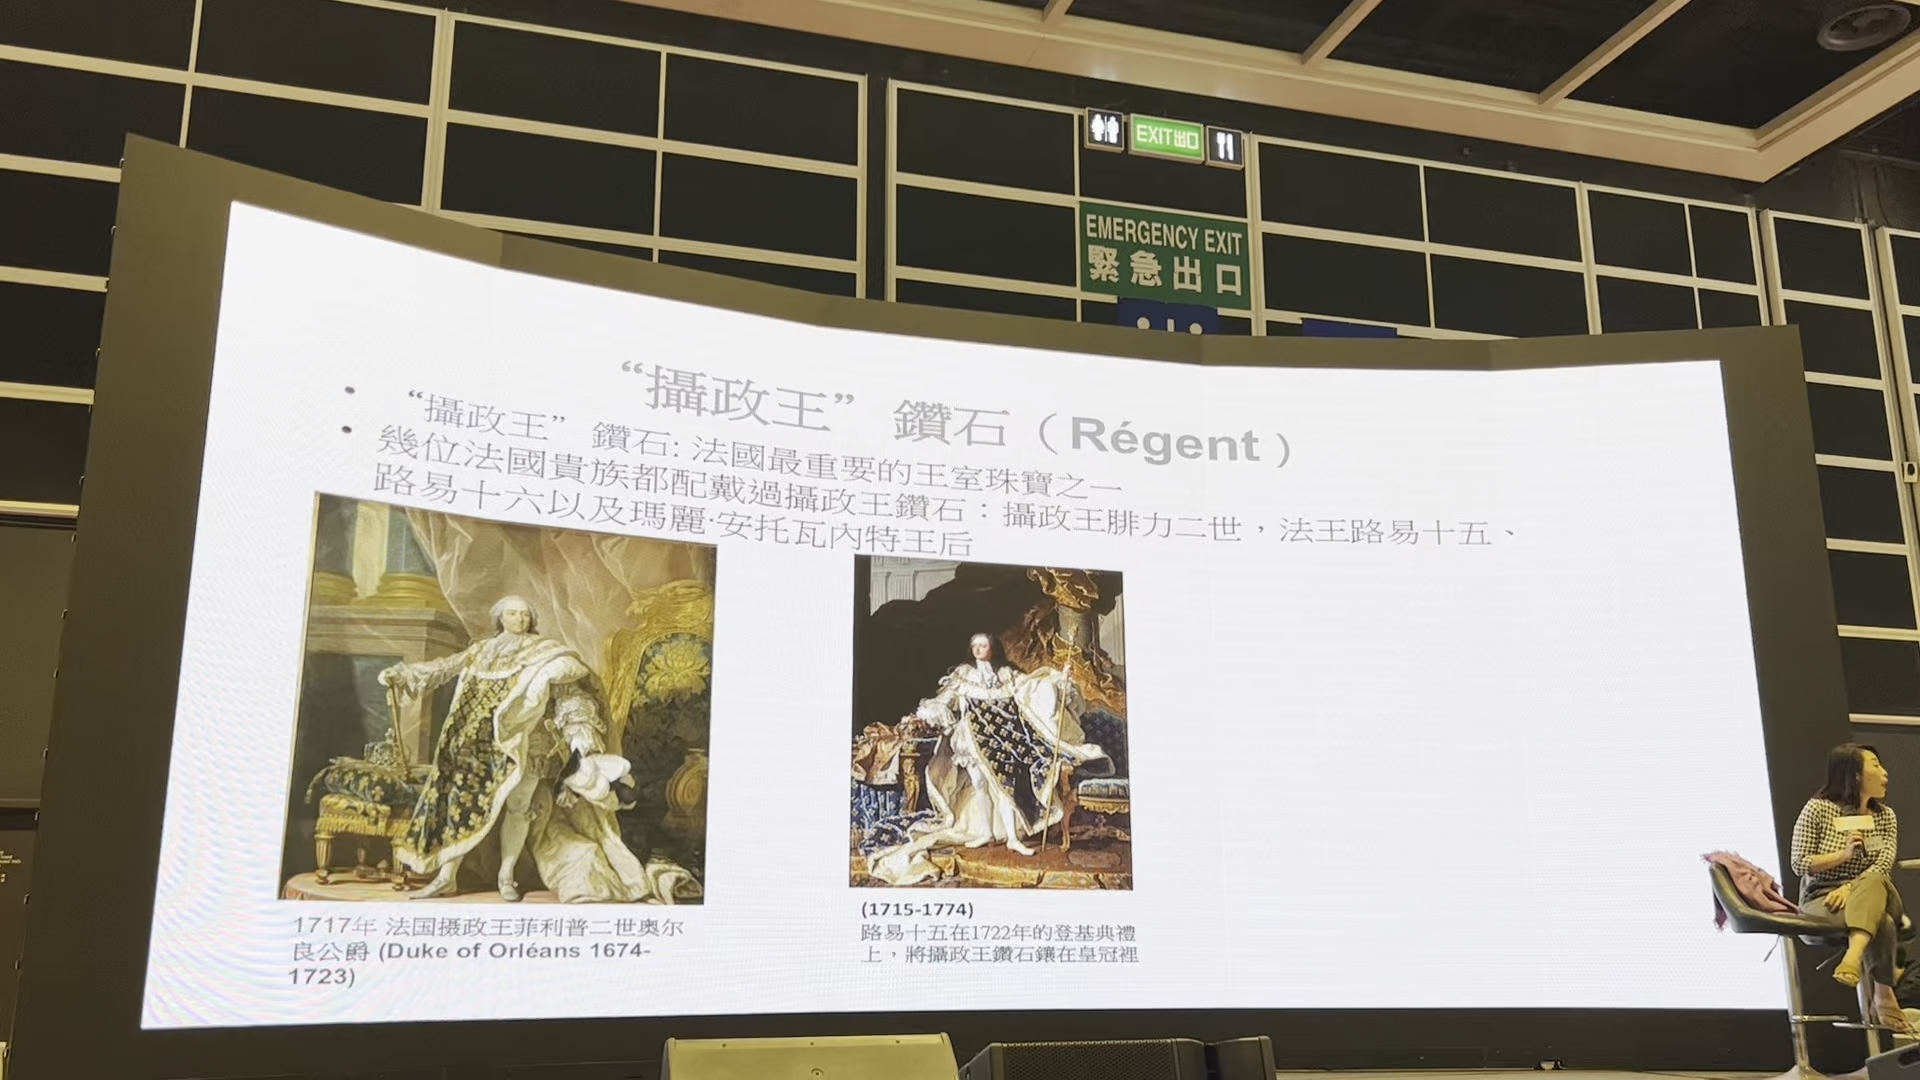 EXIT出口
EMERGENCY EXIT
緊急出口
“攝政王” 鑽石（Régent）
• “攝政王” 鑽石: 法國最重要的王室珠寶之一
• 幾位法國貴族都配戴過攝政王鑽石：攝政王腓力二世，法王路易十五、
路易十六以及瑪麗·安托瓦內特王后
1717年 法国摄政王菲利普二世奥尔
良公爵 (Duke of Orléans 1674-
1723)
(1715-1774)
路易十五在1722年的登基典禮
上，將攝政王鑽石鑲在皇冠裡